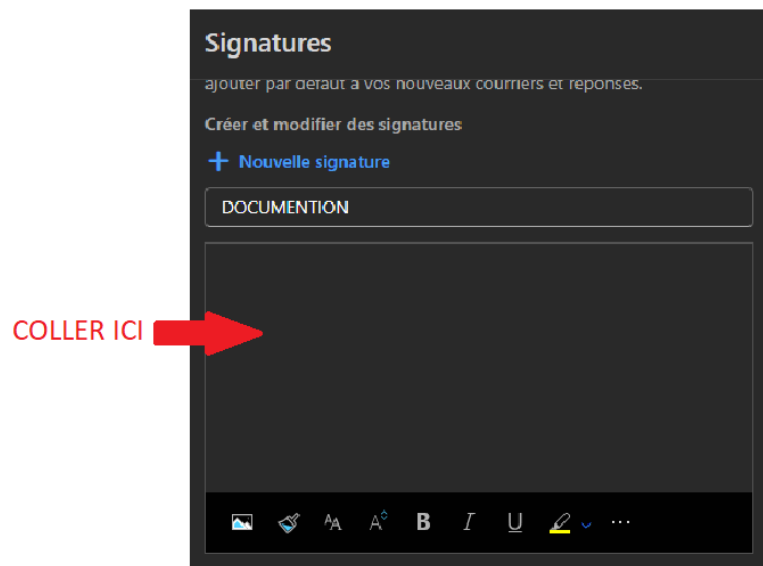 Signatures
ajouter par défaut à vos nouveaux courriers et réponses.
Créer et modifier des signatures
+ Nouvelle signature
DOCUMENTION
COLLER ICI
AA A B I U ...